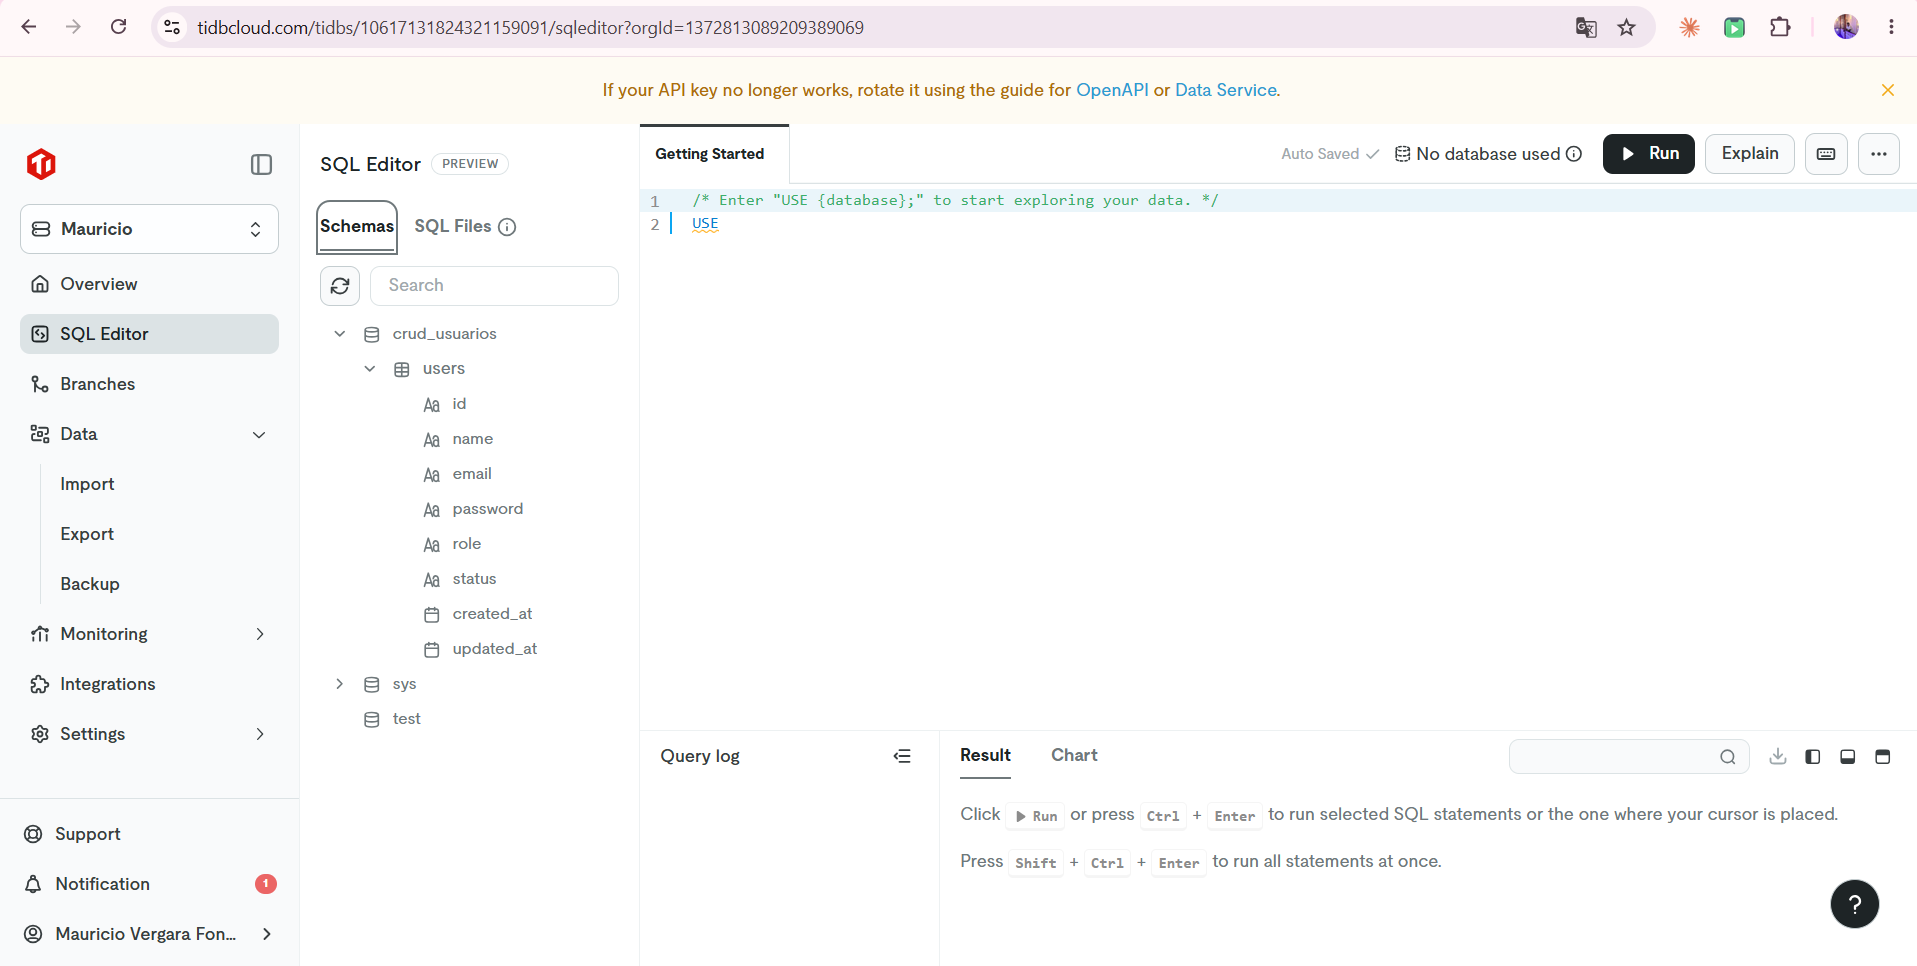 tidbcloud.com/tidbs/10617131824321159091/sqleditor?orgId=1372813089209389069
If your API key no longer works, rotate it using the guide for OpenAPI or Data Service.
Mauricio
Overview
SQL Editor
Branches
Data
Import
Export
Backup
Monitoring
Integrations
Settings
Support
Notification
1
Mauricio Vergara Fon...
SQL Editor PREVIEW
Schemas SQL Files
Search
crud_usuarios
users
id
name
email
password
role
status
created_at
updated_at
sys
test
Getting Started
Auto Saved No database used Run Explain
1 /* Enter "USE {database};" to start exploring your data. */
2 USE
Query log
Result Chart
Click Run or press Ctrl + Enter to run selected SQL statements or the one where your cursor is placed.
Press Shift + Ctrl + Enter to run all statements at once.
?